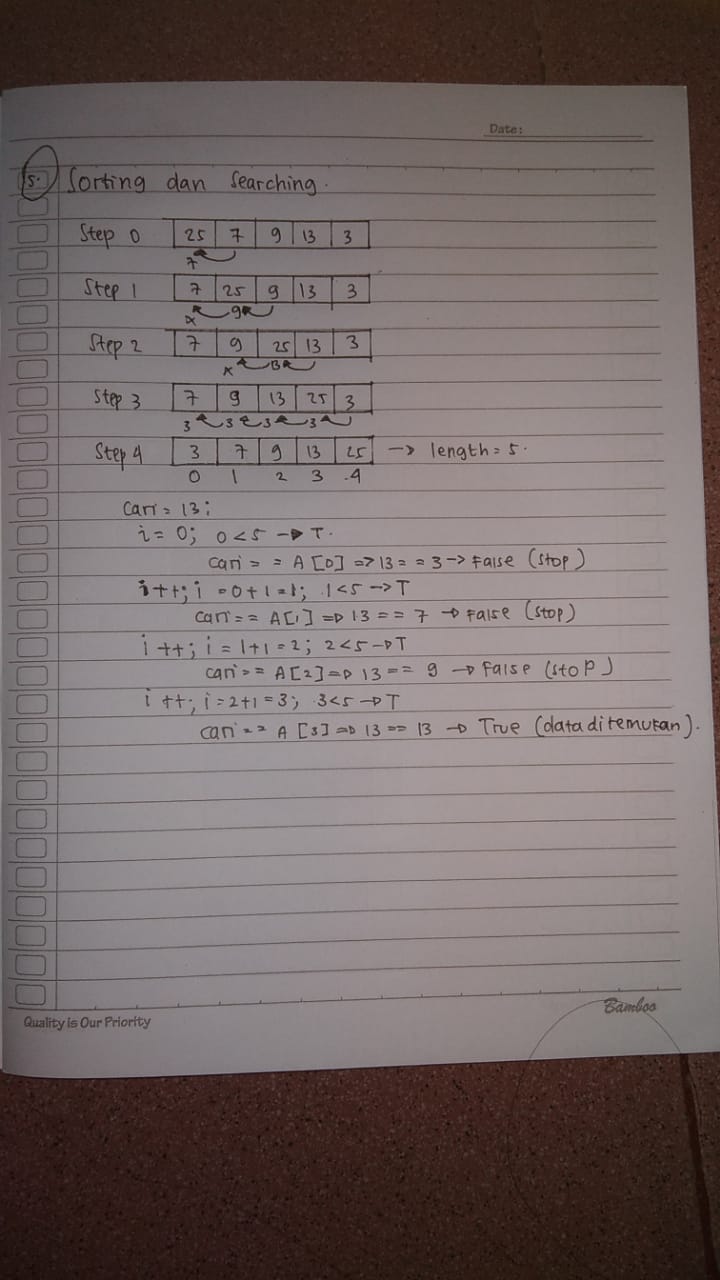 Date:
5. Sorting dan Searching.
Step 0 25 7 9 13 3
7
Step 1 7 25 9 13 3
x 9
Step 2 7 9 25 13 3
x 13
Step 3 7 9 13 25 3
3 3 3 3
Step 4 3 7 9 13 25 -> length = 5.
0 1 2 3 4
Cari = 13;
i = 0; 0 < 5 -> T.
cari = = A [0] => 13 = = 3 -> False (stop)
i++; i = 0+1 = 1; 1<5 -> T
cari = = A[1] => 13 == 7 -> False (stop)
i ++; i = 1+1 = 2; 2<5 -> T
cari == A[2] => 13 == 9 -> False (stop)
i ++; i = 2+1 = 3; 3<5 -> T
cari == A [3] => 13 == 13 -> True (data ditemukan).
Quality is Our Priority
Bamboo